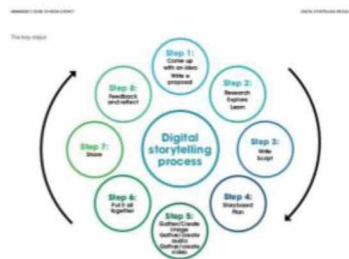 The key steps:
Step 1:
Come up
with an idea
Write a
proposal
Step 2:
Research
Explore
Learn
Step 3:
Write
Script
Step 4:
Storyboard
Plan
Step 5:
Gather/Create
image
Gather/create
audio
Gather/create
video
Step 6:
Put it all
together
Step 7:
Share
Step 8:
Feedback
and reflect
Digital
storytelling
process